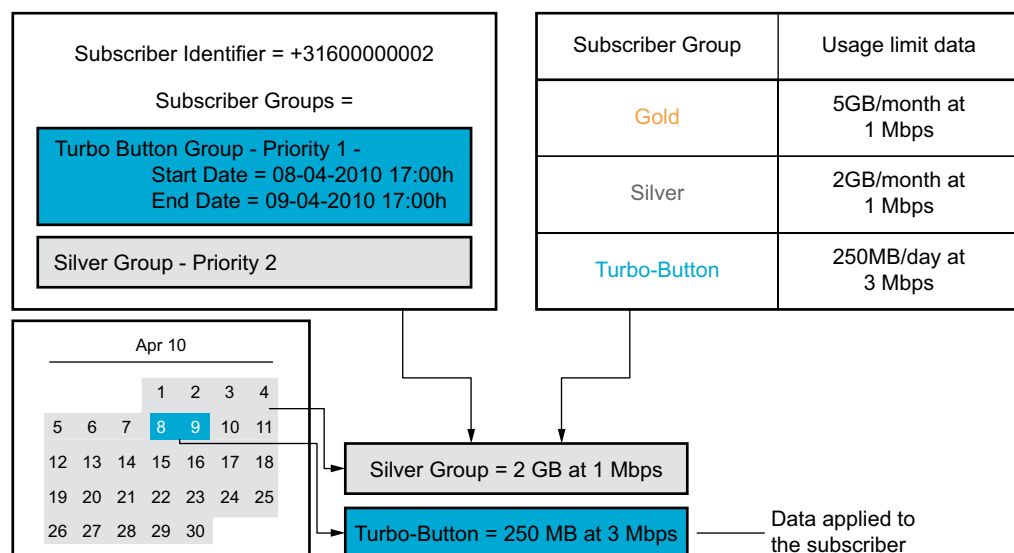 Subscriber Identifier = +31600000002
Subscriber Groups =
Turbo Button Group - Priority 1 -
Start Date = 08-04-2010 17:00h
End Date = 09-04-2010 17:00h
Silver Group - Priority 2
Subscriber Group Usage limit data
Gold 5GB/month at
1 Mbps
Silver 2GB/month at
1 Mbps
Turbo-Button 250MB/day at
3 Mbps
Apr 10
1 2 3 4
5 6 7 8 9 10 11
12 13 14 15 16 17 18
19 20 21 22 23 24 25
26 27 28 29 30
Silver Group = 2 GB at 1 Mbps
Turbo-Button = 250 MB at 3 Mbps
Data applied to
the subscriber